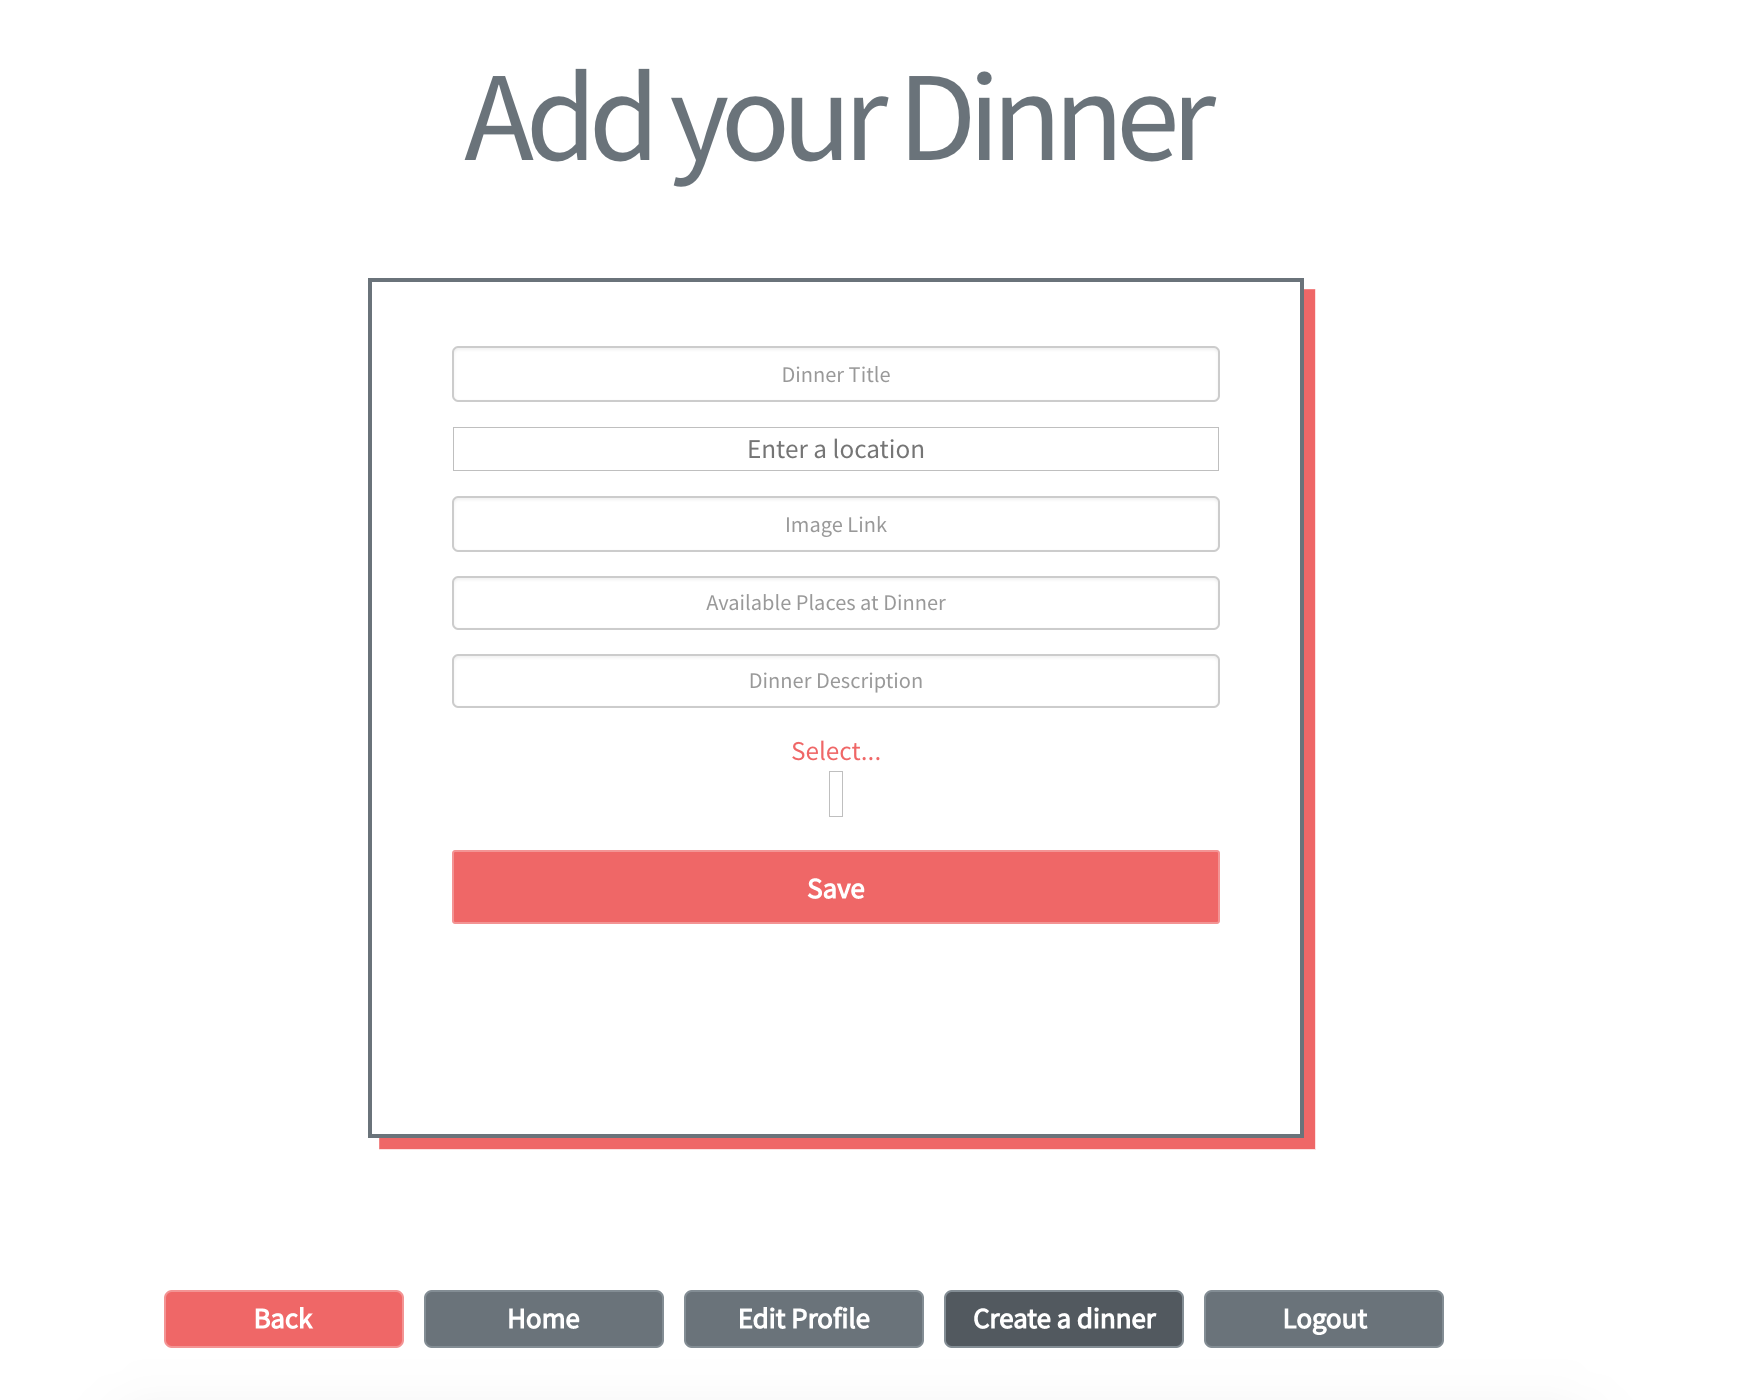 Add your Dinner
Dinner Title
Enter a location
Image Link
Available Places at Dinner
Dinner Description
Select...
Save
Back
Home
Edit Profile
Create a dinner
Logout